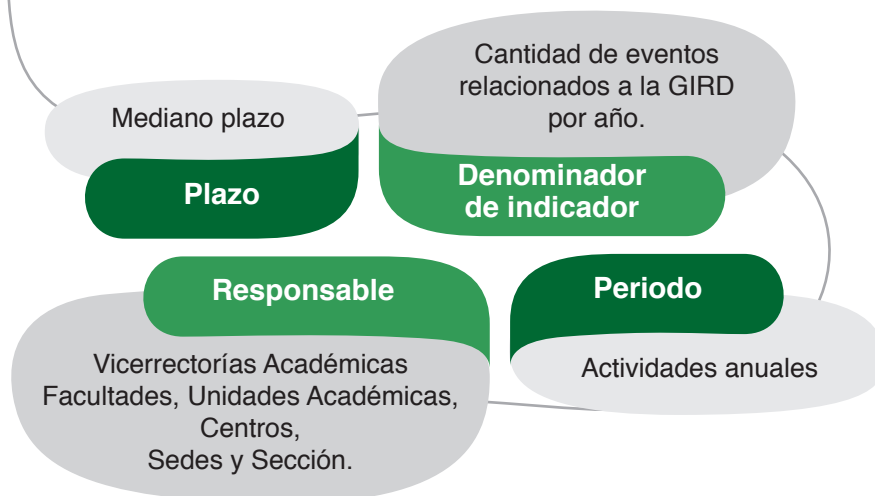 Mediano plazo
Plazo
Cantidad de eventos
relacionados a la GIRD
por año.
Denominador
de indicador
Responsable
Vicerrectorías Académicas
Facultades, Unidades Académicas,
Centros,
Sedes y Sección.
Periodo
Actividades anuales